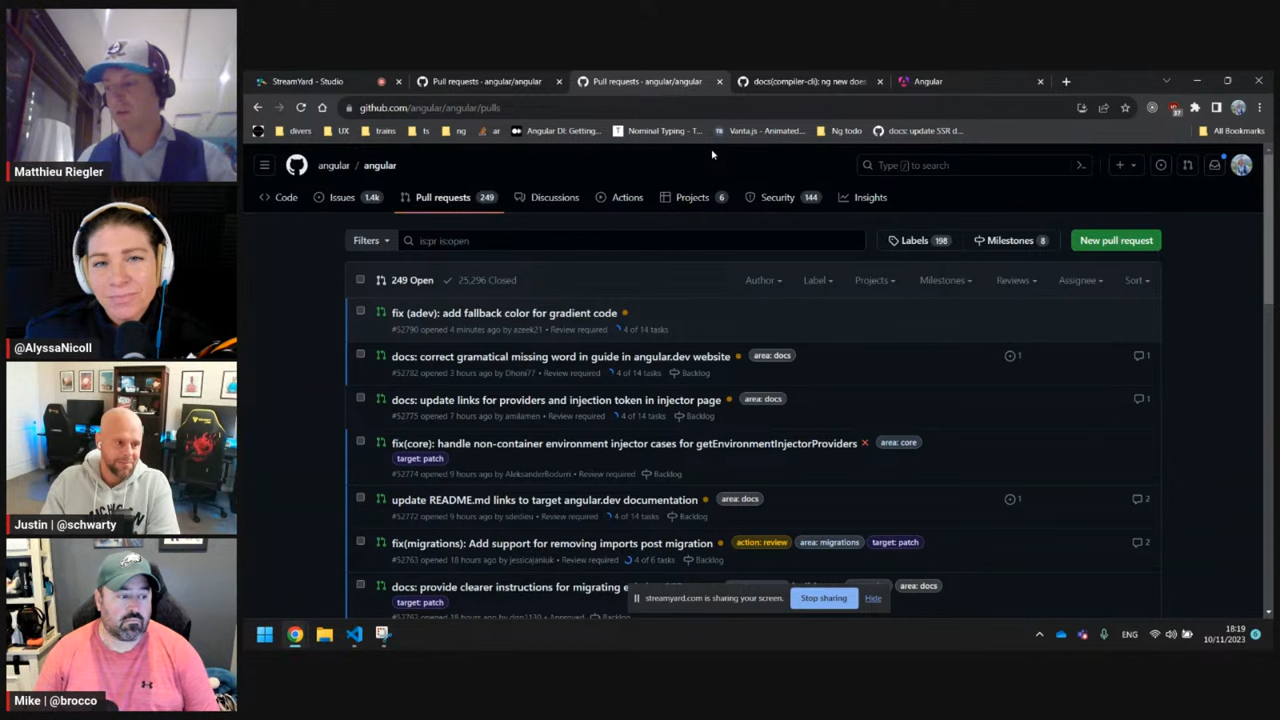 Matthieu Riegler
@AlyssaNicoll
Justin | @schwarty
Mike | @brocco
StreamYard - Studio
Pull requests · angular/angular
Pull requests · angular/angular
docs(compiler-cli): ng new does
Angular
github.com/angular/angular/pulls
37
divers
UX
trains
ts
ng
ar
Angular DI: Getting...
Nominal Typing - T...
Vanta.js - Animated...
Ng todo
docs: update SSR d...
All Bookmarks
angular / angular
Type / to search
Code
Issues 1.4k
Pull requests 249
Discussions
Actions
Projects 6
Security 144
Insights
Filters
is:pr is:open
Labels 198
Milestones 8
New pull request
249 Open
25,296 Closed
Author
Label
Projects
Milestones
Reviews
Assignee
Sort
fix (adev): add fallback color for gradient code
#52790 opened 4 minutes ago by azeek21 • Review required 4 of 14 tasks
docs: correct gramatical missing word in guide in angular.dev website area: docs 1 1
#52782 opened 3 hours ago by Dhoni77 • Review required 4 of 14 tasks Backlog
docs: update links for providers and injection token in injector page area: docs 1
#52775 opened 7 hours ago by amilamen • Review required 4 of 14 tasks Backlog
fix(core): handle non-container environment injector cases for getEnvironmentInjectorProviders area: core
target: patch
#52774 opened 9 hours ago by AleksanderBodurri • Review required Backlog
update README.md links to target angular.dev documentation area: docs 1 2
#52772 opened 9 hours ago by sdedieu • Review required 4 of 14 tasks Backlog
fix(migrations): Add support for removing imports post migration action: review area: migrations target: patch 2
#52763 opened 18 hours ago by jessicajaniuk • Review required 4 of 6 tasks Backlog
docs: provide clearer instructions for migrating area: docs
target: patch
streamyard.com is sharing your screen.
Stop sharing
Hide
ENG
18:19
10/11/2023
6